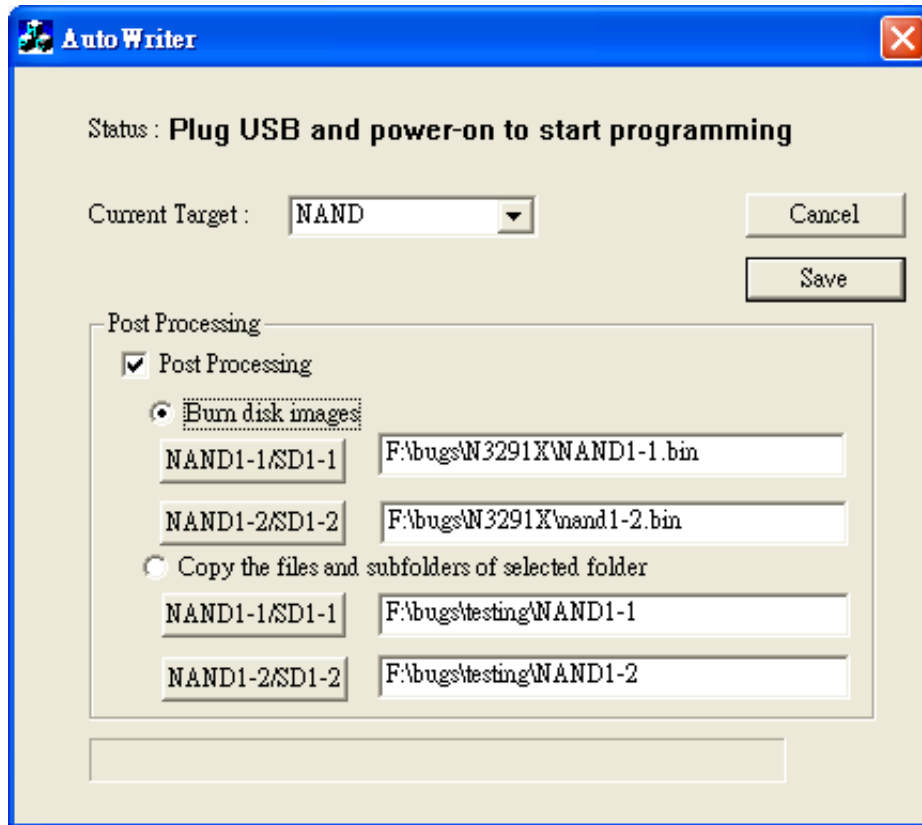 AutoWriter
Status : Plug USB and power-on to start programming
Current Target : NAND
Cancel
Save
Post Processing
Post Processing
Burn disk images
NAND1-1/SD1-1 F:\bugs\N3291X\NAND1-1.bin
NAND1-2/SD1-2 F:\bugs\N3291X\nand1-2.bin
Copy the files and subfolders of selected folder
NAND1-1/SD1-1 F:\bugs\testing\NAND1-1
NAND1-2/SD1-2 F:\bugs\testing\NAND1-2